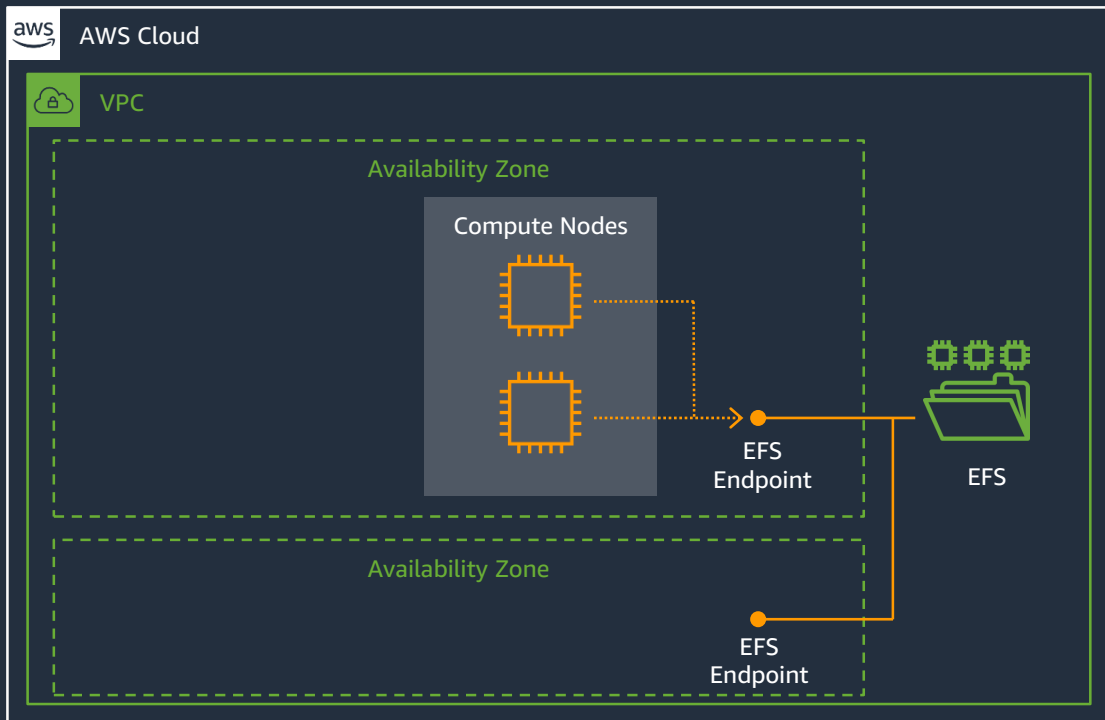 aws
AWS Cloud
VPC
Availability Zone
Compute Nodes
EFS
Endpoint
EFS
Availability Zone
EFS
Endpoint